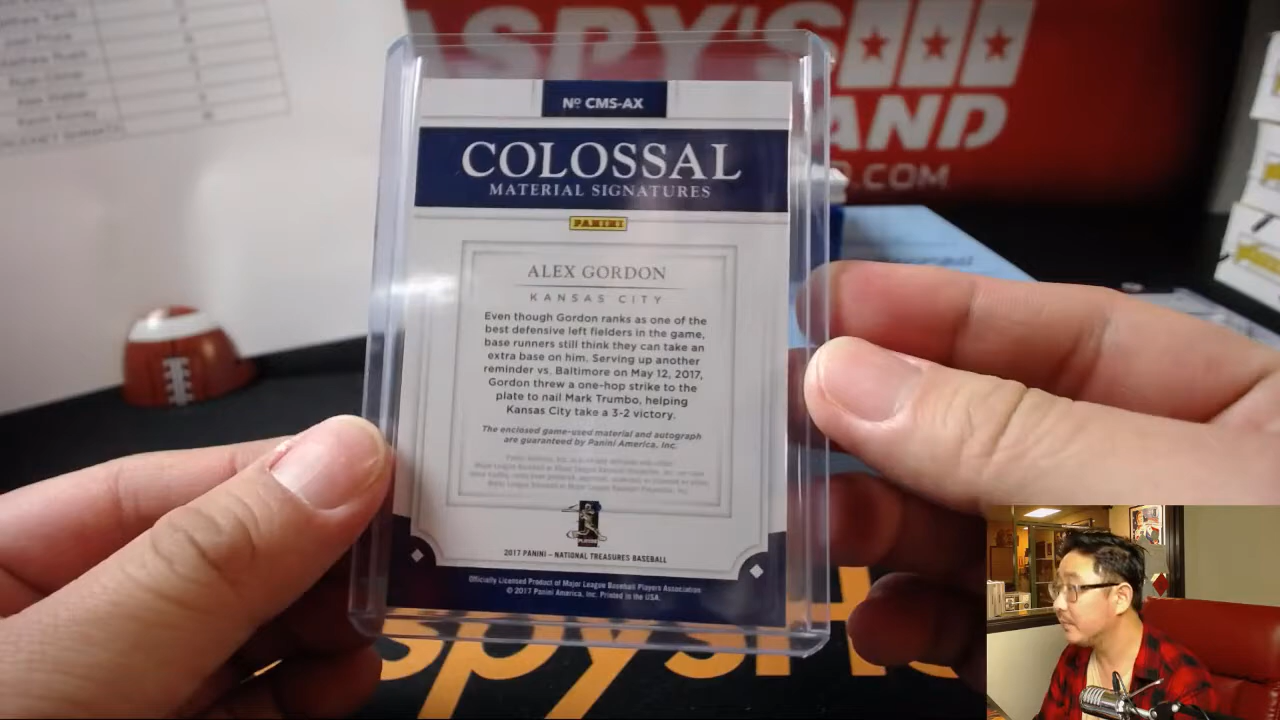 ASPY'S
AND
.COM
Nº CMS-AX
COLOSSAL
MATERIAL SIGNATURES
PANINI
ALEX GORDON
KANSAS CITY
Even though Gordon ranks as one of the
best defensive left fielders in the game,
base runners still think they can take an
extra base on him. Serving up another
reminder vs. Baltimore on May 12, 2017,
Gordon threw a one-hop strike to the
plate to nail Mark Trumbo, helping
Kansas City take a 3-2 victory.
The enclosed game-used material and autograph
are guaranteed by Panini America, Inc.
2017 PANINI – NATIONAL TREASURES BASEBALL
Officially Licensed Product of Major League Baseball Players Association
© 2017 Panini America, Inc. Printed in the USA.
spysH